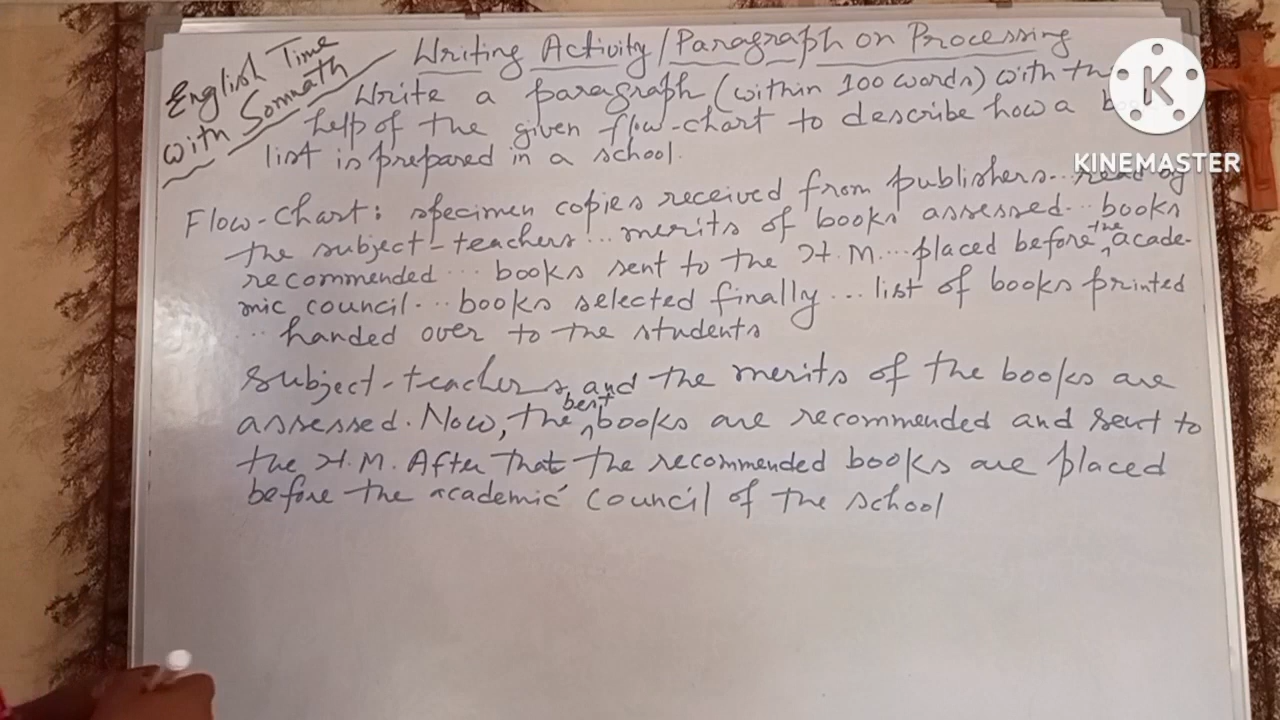 English Time
with Somnath
Writing Activity/Paragraph on Processing
Write a paragraph (within 100 words) with
help of the given flow-chart to describe how a
list is prepared in a school.
K
KINEMASTER
Flow-Chart: specimen copies received from publishers... read by
the subject-teachers... merits of books assessed... books
recommended... books sent to the H.M... placed before the acade-
mic council... books selected finally... list of books printed
... handed over to the students
subject-teachers and the merits of the books are
assessed. Now, the best books are recommended and sent to
the H.M. After that the recommended books are placed
before the academic council of the school